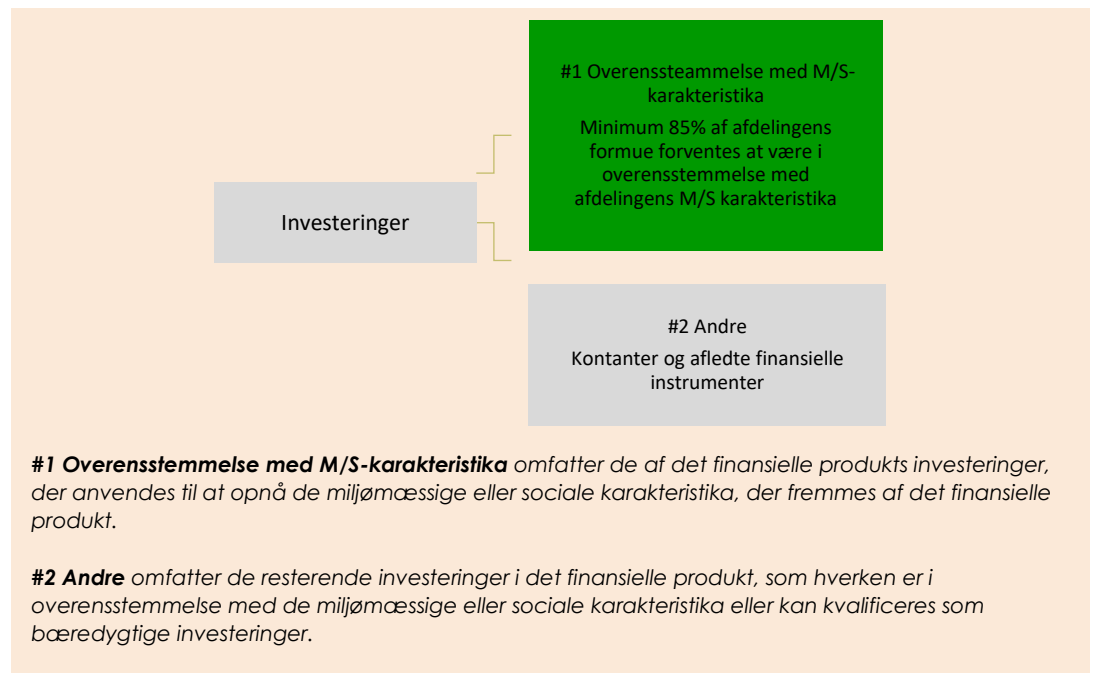 #1 Overenssteammelse med M/S-
karakteristika
Minimum 85% af afdelingens
formue forventes at være i
overensstemmelse med
afdelingens M/S karakteristika
Investeringer
#2 Andre
Kontanter og afledte finansielle
instrumenter
#1 Overensstemmelse med M/S-karakteristika omfatter de af det finansielle produkts investeringer,
der anvendes til at opnå de miljømæssige eller sociale karakteristika, der fremmes af det finansielle
produkt.
#2 Andre omfatter de resterende investeringer i det finansielle produkt, som hverken er i
overensstemmelse med de miljømæssige eller sociale karakteristika eller kan kvalificeres som
bæredygtige investeringer.